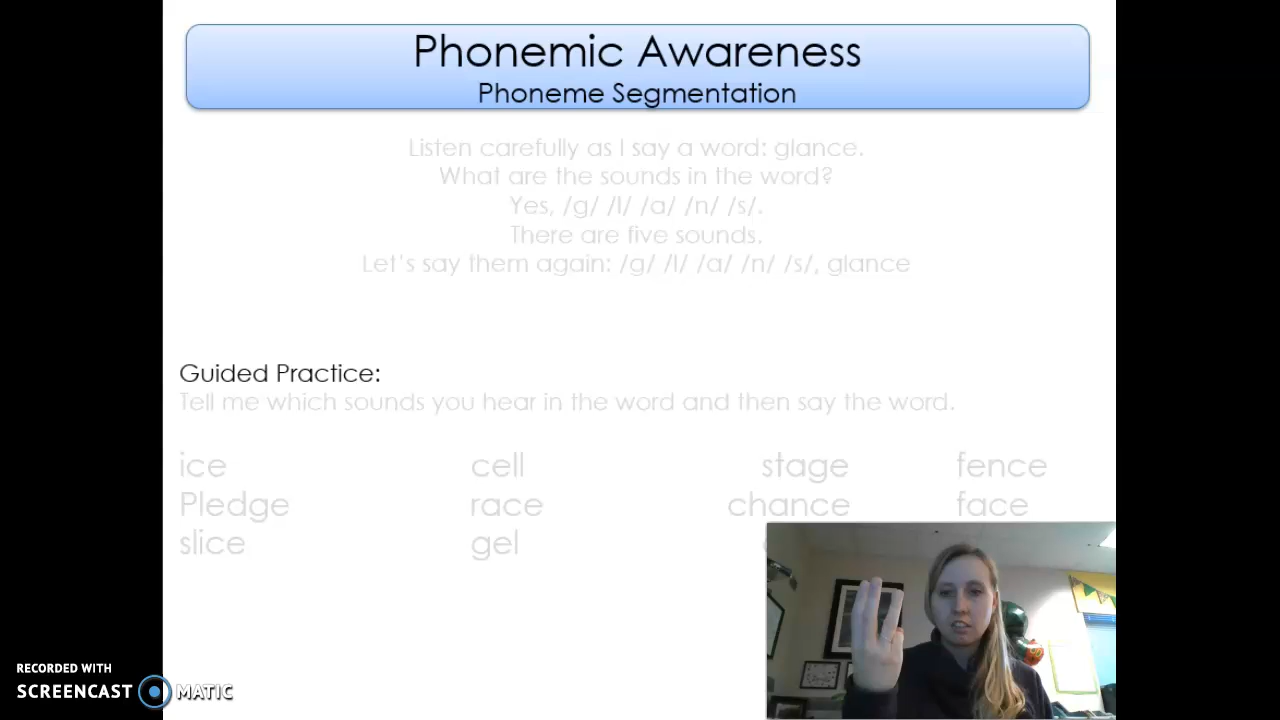 Phonemic Awareness
Phoneme Segmentation
Listen carefully as I say a word: glance.
What are the sounds in the word?
Yes, /g/ /l/ /a/ /n/ /s/.
There are five sounds.
Let's say them again: /g/ /l/ /a/ /n/ /s/, glance
Guided Practice:
Tell me which sounds you hear in the word and then say the word.
ice cell stage fence
Pledge race chance face
slice gel
RECORDED WITH
SCREENCAST MATIC